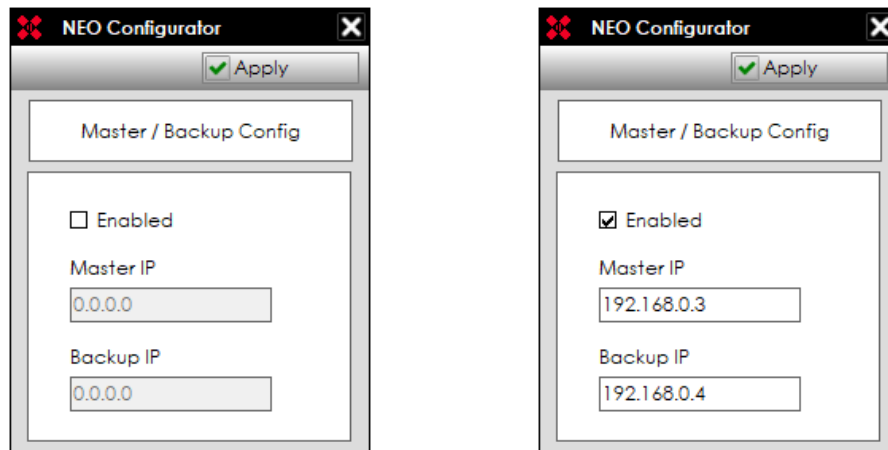 NEO Configurator
Apply
Master / Backup Config
Enabled
Master IP
0.0.0.0
Backup IP
0.0.0.0
NEO Configurator
Apply
Master / Backup Config
Enabled
Master IP
192.168.0.3
Backup IP
192.168.0.4